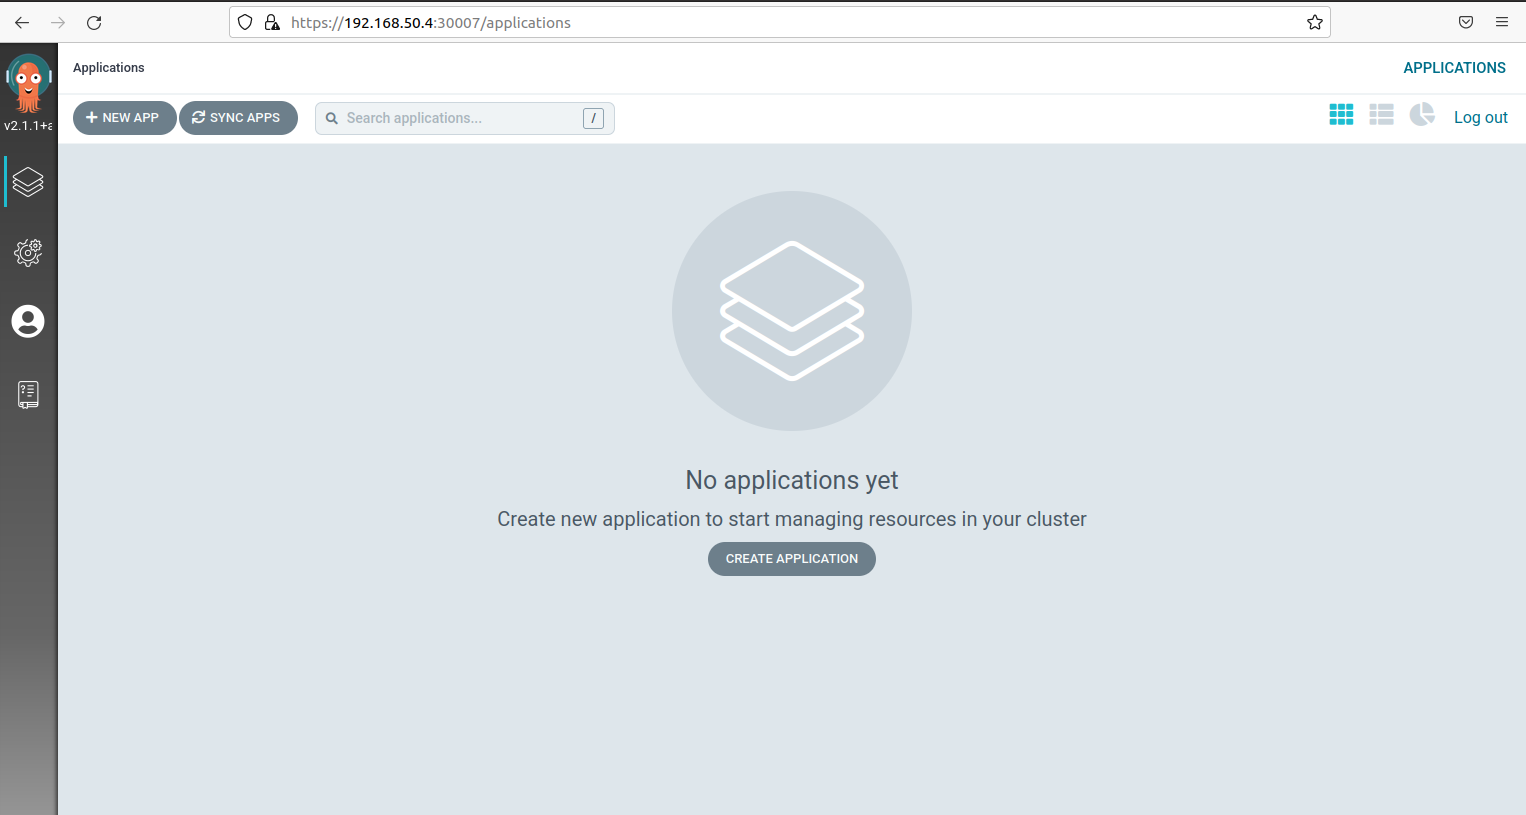 https://192.168.50.4:30007/applications
v2.1.1+a
Applications
APPLICATIONS
NEW APP
SYNC APPS
Search applications...
/
Log out
No applications yet
Create new application to start managing resources in your cluster
CREATE APPLICATION